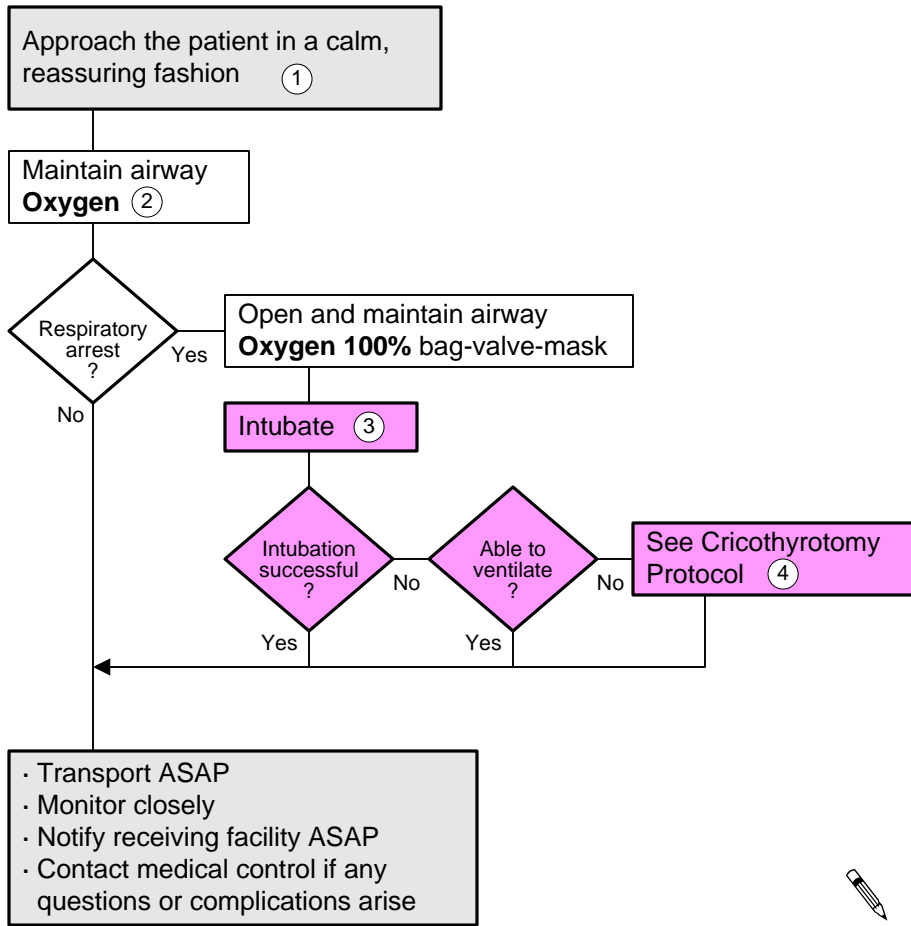 Approach the patient in a calm,
reassuring fashion 1
Maintain airway
Oxygen 2
Respiratory
arrest
?
Yes
No
Open and maintain airway
Oxygen 100% bag-valve-mask
Intubate 3
Intubation
successful
?
No
Yes
Able to
ventilate
?
No
Yes
See Cricothyrotomy
Protocol 4
· Transport ASAP
· Monitor closely
· Notify receiving facility ASAP
· Contact medical control if any
questions or complications arise